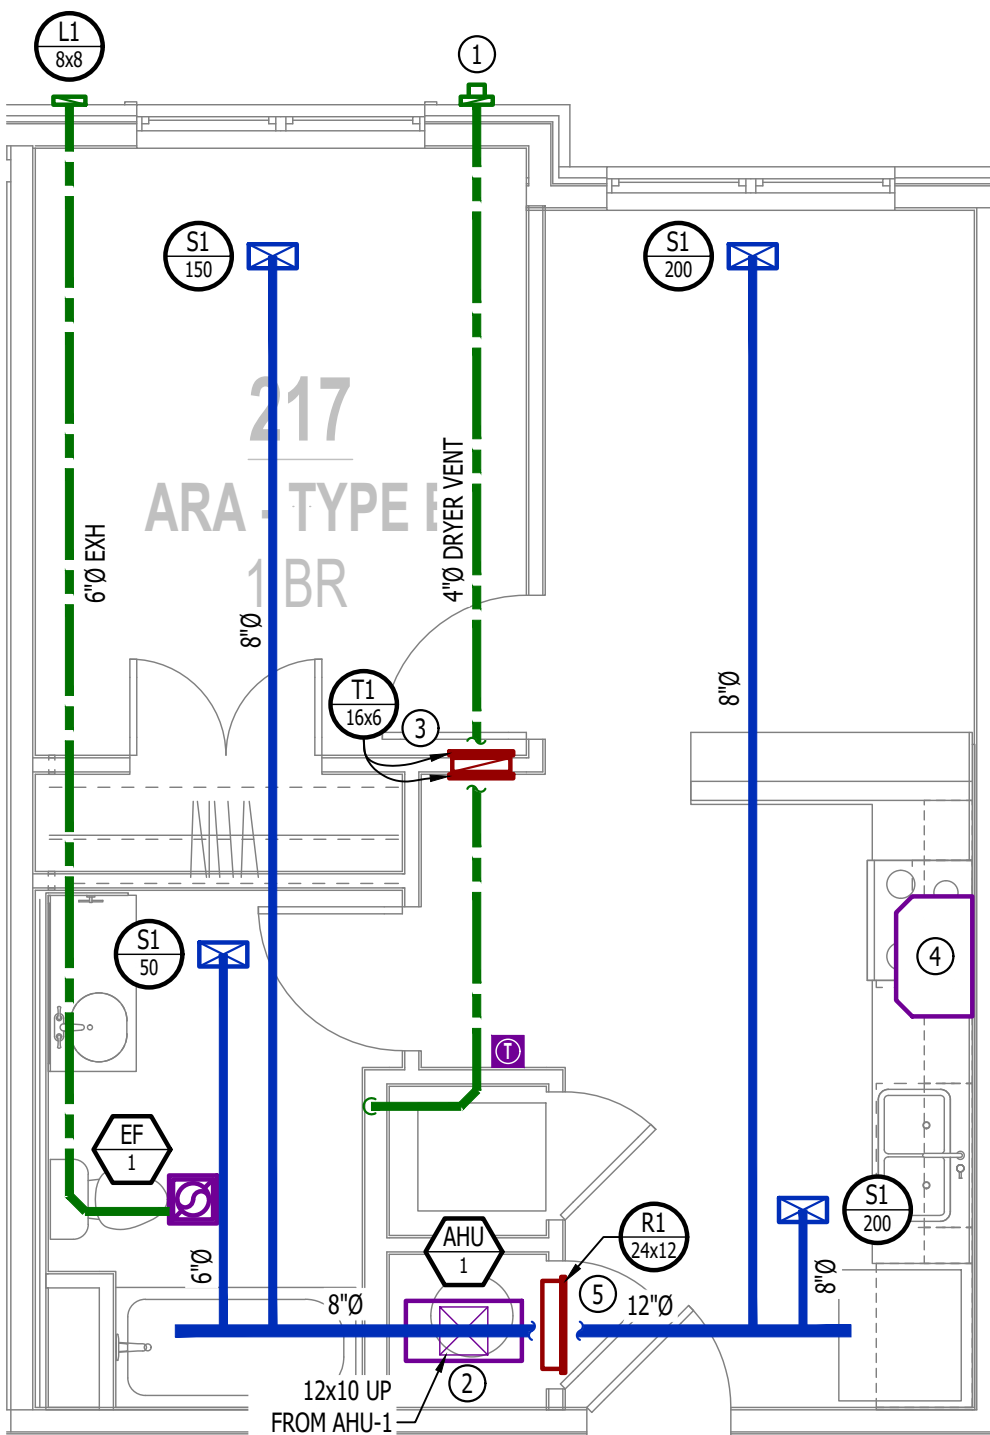 L1
8x8
1
S1
150
S1
200
217
ARA - TYPE
1 BR
6"Ø EXH
4"Ø DRYER VENT
8"Ø
8"Ø
T1
16x6
3
S1
50
4
T
EF
1
S1
200
R1
24x12
AHU
1
6"Ø
8"Ø
5
12"Ø
8"Ø
2
12x10 UP
FROM AHU-1